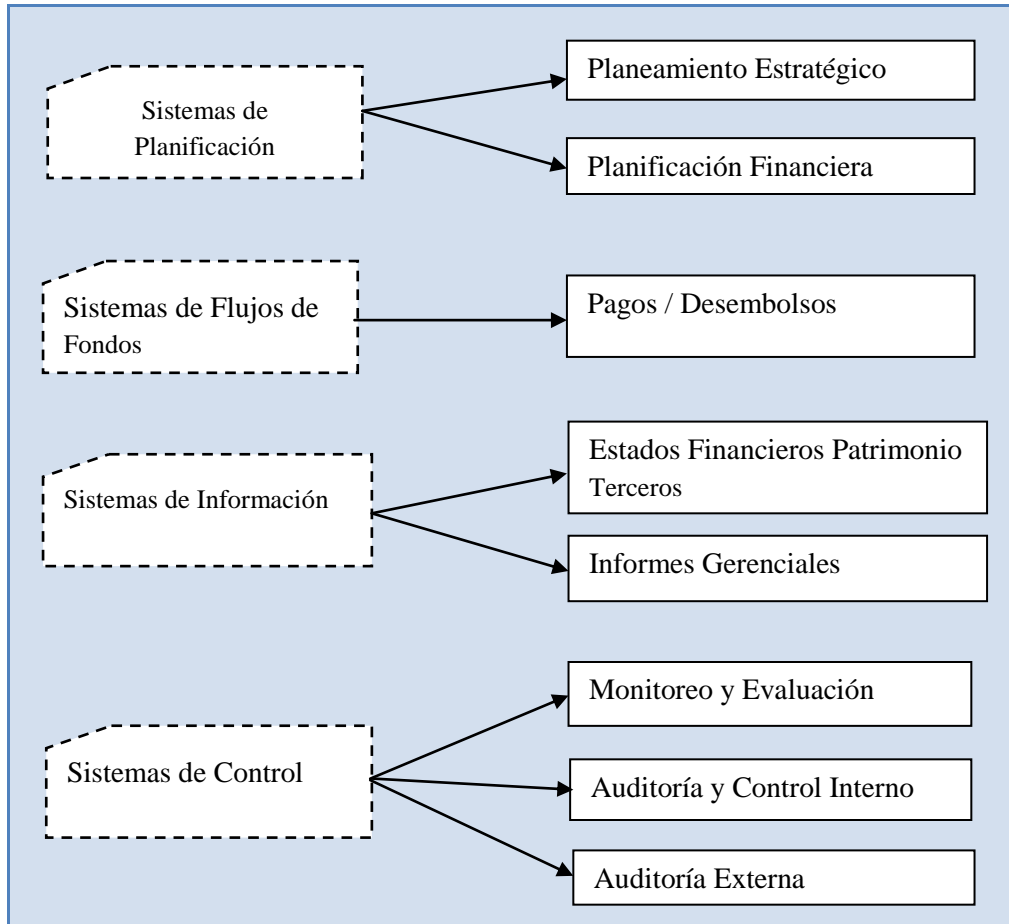 Sistemas de
Planificación
Planeamiento Estratégico
Planificación Financiera
Sistemas de Flujos de
Fondos
Pagos / Desembolsos
Sistemas de Información
Estados Financieros Patrimonio
Terceros
Informes Gerenciales
Sistemas de Control
Monitoreo y Evaluación
Auditoría y Control Interno
Auditoría Externa